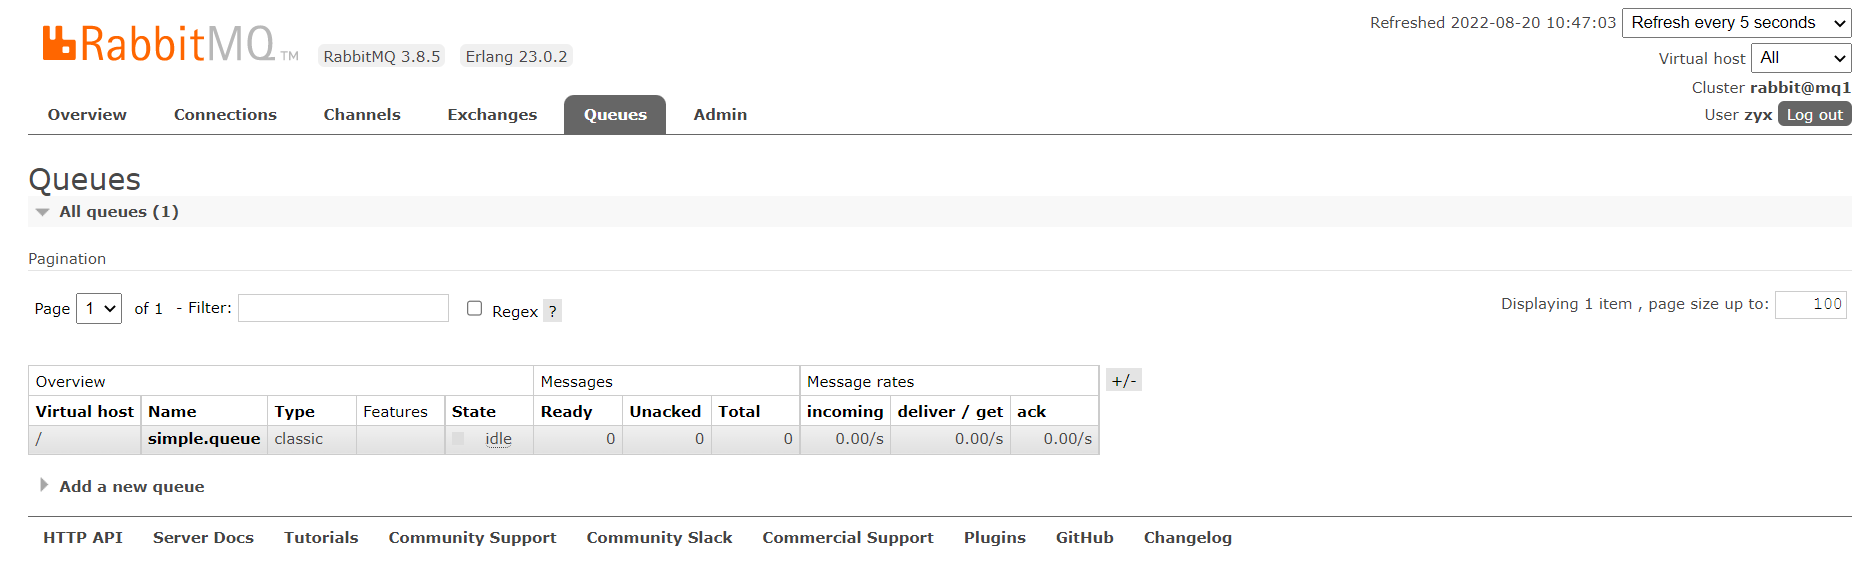 RabbitMQ TM RabbitMQ 3.8.5 Erlang 23.0.2
Refreshed 2022-08-20 10:47:03 Refresh every 5 seconds
Virtual host All
Cluster rabbit@mq1
User zyx Log out
Overview Connections Channels Exchanges Queues Admin
Queues
All queues (1)
Pagination
Page 1 of 1 - Filter: Regex ?
Displaying 1 item , page size up to: 100
Overview Messages Message rates +/-
Virtual host Name Type Features State Ready Unacked Total incoming deliver / get ack
/ simple.queue classic idle 0 0 0 0.00/s 0.00/s 0.00/s
Add a new queue
HTTP API Server Docs Tutorials Community Support Community Slack Commercial Support Plugins GitHub Changelog